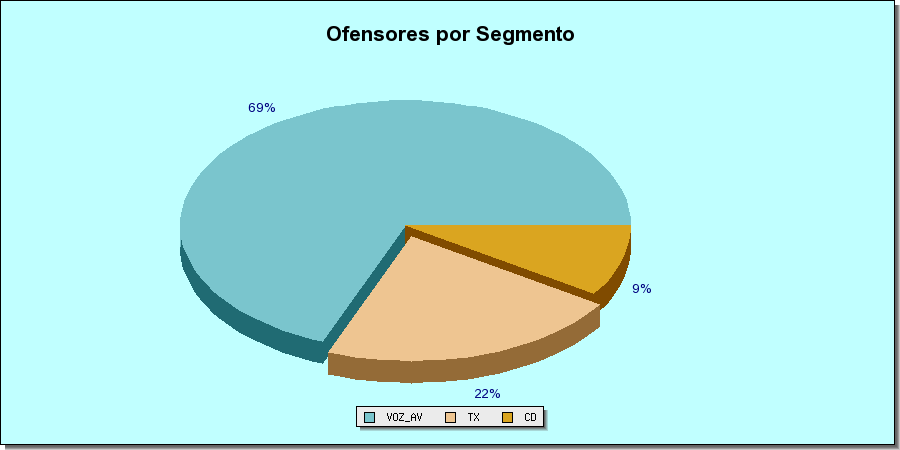 Ofensores por Segmento
69%
9%
22%
VOZ_AV TX CD